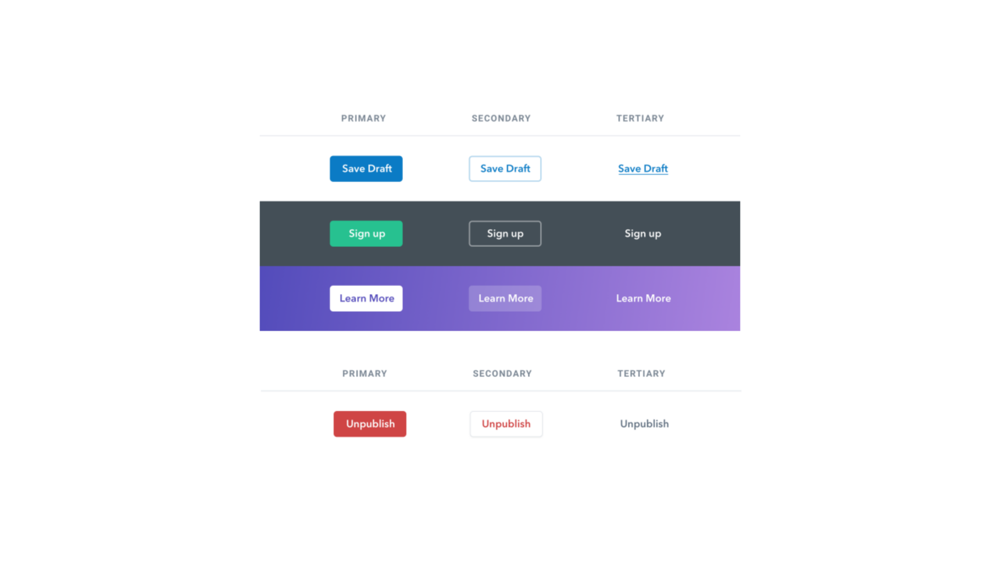 PRIMARY SECONDARY TERTIARY
Save Draft Save Draft Save Draft
Sign up Sign up Sign up
Learn More Learn More Learn More
PRIMARY SECONDARY TERTIARY
Unpublish Unpublish Unpublish